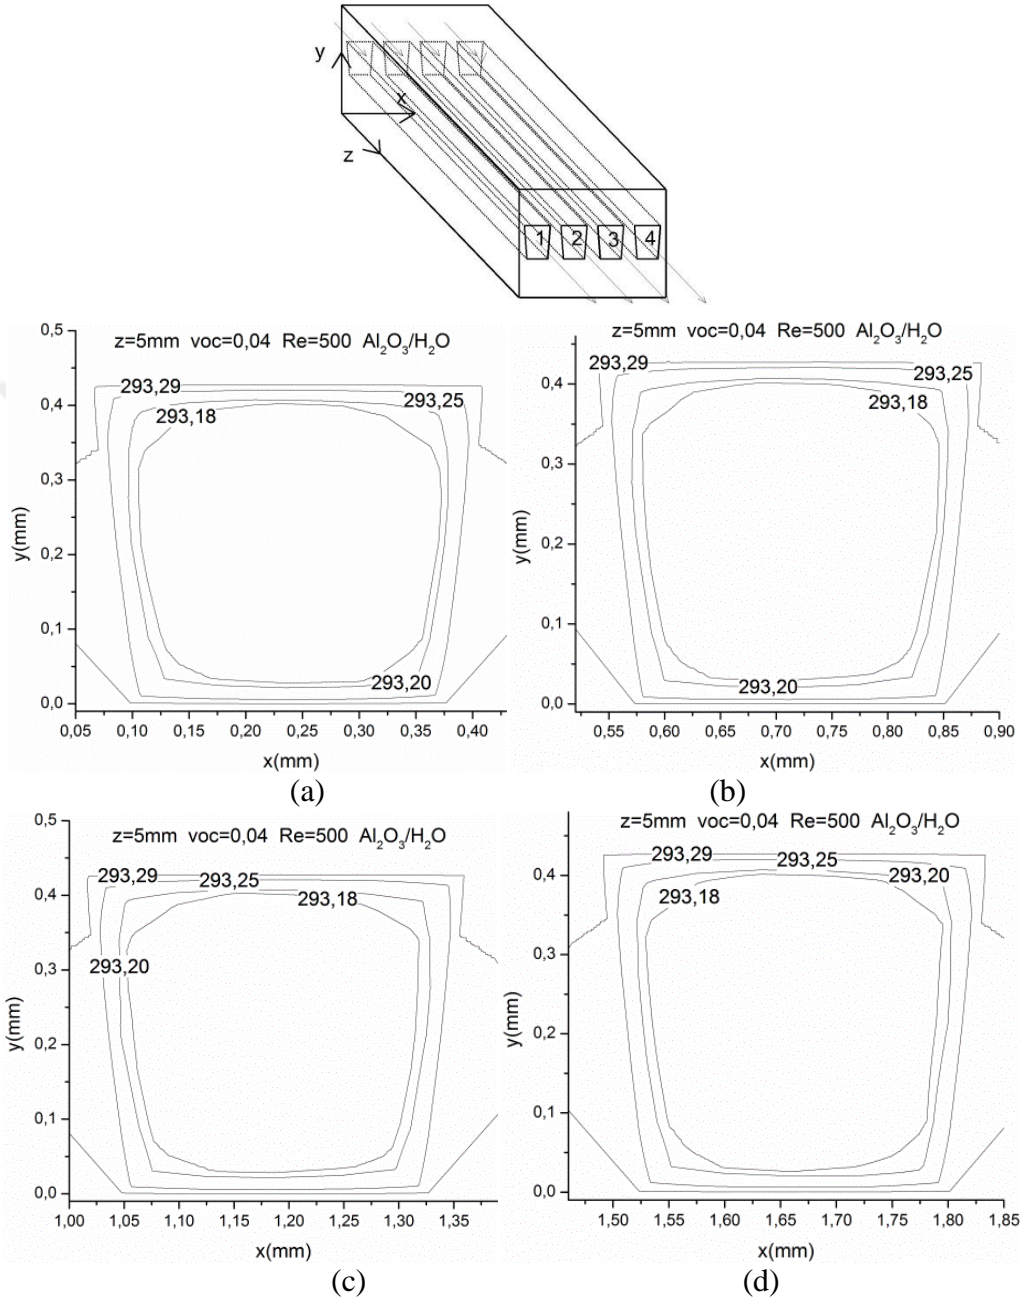 y
x
z
1 2 3 4
z=5mm voc=0,04 Re=500 Al₂O₃/H₂O
0,5
0,4
0,3
0,2
0,1
0,0
y(mm)
293,29
293,25
293,18
293,20
0,05 0,10 0,15 0,20 0,25 0,30 0,35 0,40
x(mm)
(a)
z=5mm voc=0,04 Re=500 Al₂O₃/H₂O
0,4
0,3
0,2
0,1
0,0
y(mm)
293,29
293,25
293,18
293,20
0,55 0,60 0,65 0,70 0,75 0,80 0,85 0,90
x(mm)
(b)
z=5mm voc=0,04 Re=500 Al₂O₃/H₂O
0,5
0,4
0,3
0,2
0,1
0,0
y(mm)
293,29 293,25
293,18
293,20
1,00 1,05 1,10 1,15 1,20 1,25 1,30 1,35
x(mm)
(c)
z=5mm voc=0,04 Re=500 Al₂O₃/H₂O
0,4
0,3
0,2
0,1
0,0
y(mm)
293,29 293,25
293,20
293,18
1,50 1,55 1,60 1,65 1,70 1,75 1,80 1,85
x(mm)
(d)